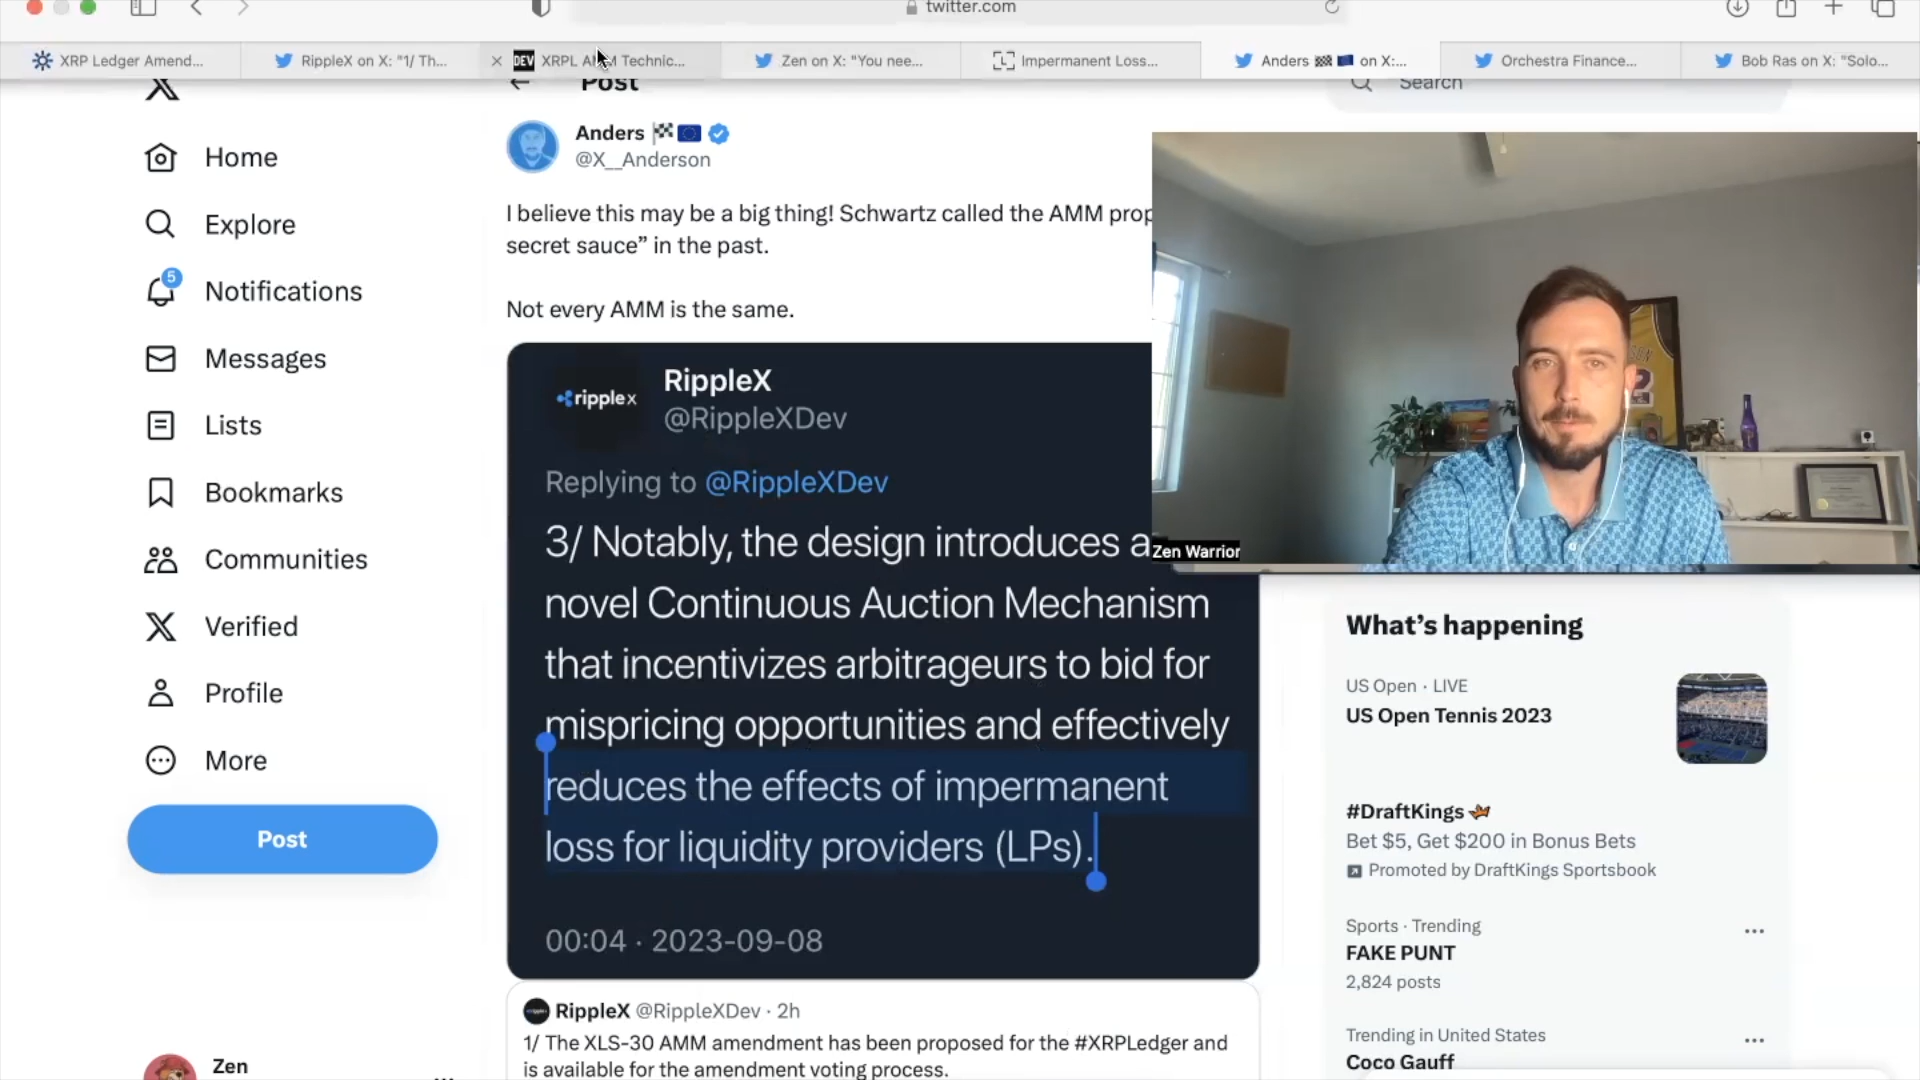 twitter.com
XRP Ledger Amend...
RippleX on X: "1/ Th...
DEV
XRPL AMM Technic...
Zen on X: "You nee...
Impermanent Loss...
Anders on X:...
Orchestra Finance...
Bob Ras on X: "Solo...
Post
Search
Home
Explore
5
Notifications
Messages
Lists
Bookmarks
Communities
Verified
Profile
More
Post
Zen
Anders
@X__Anderson
I believe this may be a big thing! Schwartz called the AMM
secret sauce” in the past.
Not every AMM is the same.
ripplex
RippleX
@RippleXDev
Replying to @RippleXDev
3/ Notably, the design introduces a
novel Continuous Auction Mechanism
that incentivizes arbitrageurs to bid for
mispricing opportunities and effectively
reduces the effects of impermanent
loss for liquidity providers (LPs).
00:04 · 2023-09-08
RippleX @RippleXDev · 2h
1/ The XLS-30 AMM amendment has been proposed for the #XRPLedger and
is available for the amendment voting process.
Zen Warrior
What’s happening
US Open · LIVE
US Open Tennis 2023
#DraftKings
Bet $5, Get $200 in Bonus Bets
Promoted by DraftKings Sportsbook
Sports · Trending
FAKE PUNT
2,824 posts
Trending in United States
Coco Gauff